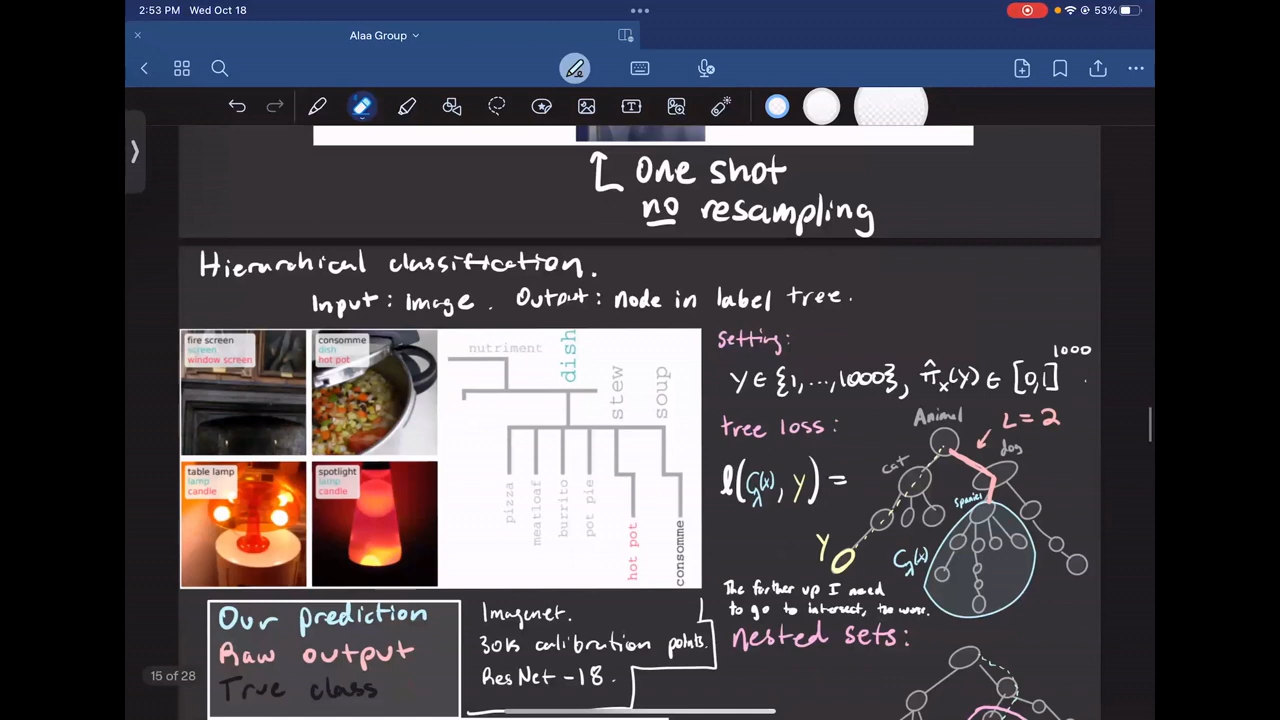 2:53 PM Wed Oct 18
53%
Alaa Group
One shot
no resampling
Hierarchical classification.
Input: Image. Output: node in label tree.
fire screen
screen
window screen
consomme
dish
hot pot
table lamp
lamp
candle
spotlight
lamp
candle
nutriment
dish
stew
soup
pizza
meatloaf
burrito
pot pie
hot pot
consomme
setting:
Y ∈ {1,...,1000}, π̂ₓ(y) ∈ [0,1]¹⁰⁰⁰.
tree loss:
l(C_λ(x), Y) =
Animal
L=2
cat
dog
spaniel
Y
C_λ(x)
The further up I need
to go to intersect, the worse.
nested sets:
Our prediction
Raw output
True class
Imagenet.
30k calibration points.
ResNet-18.
15 of 28